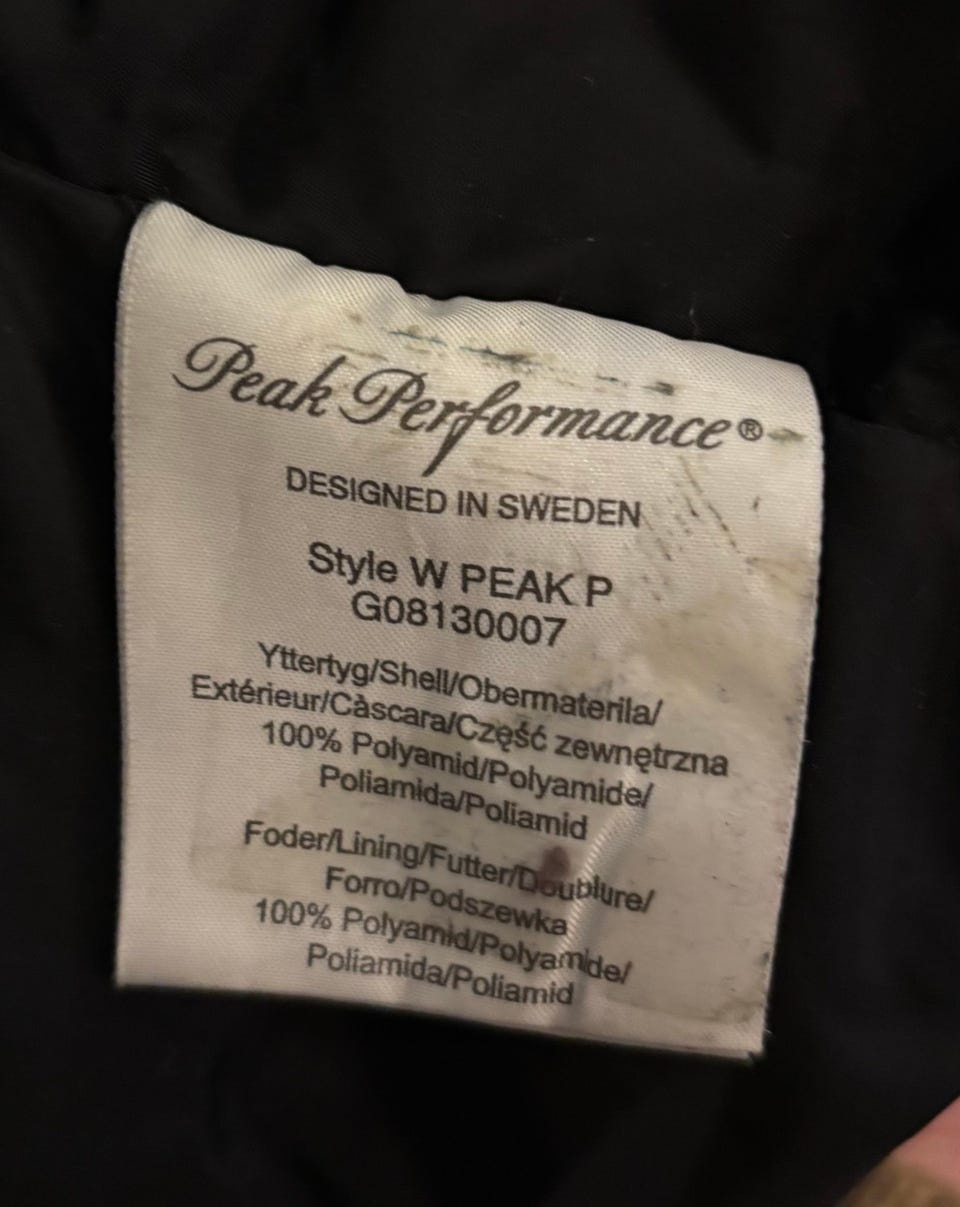 Peak Performance®
DESIGNED IN SWEDEN
Style W PEAK P
G08130007
Yttertyg/Shell/Obermaterila/
Extérieur/Càscara/Część zewnętrzna
100% Polyamid/Polyamide/
Poliamida/Poliamid
Foder/Lining/Futter/Doublure/
Forro/Podszewka
100% Polyamid/Polyamide/
Poliamida/Poliamid